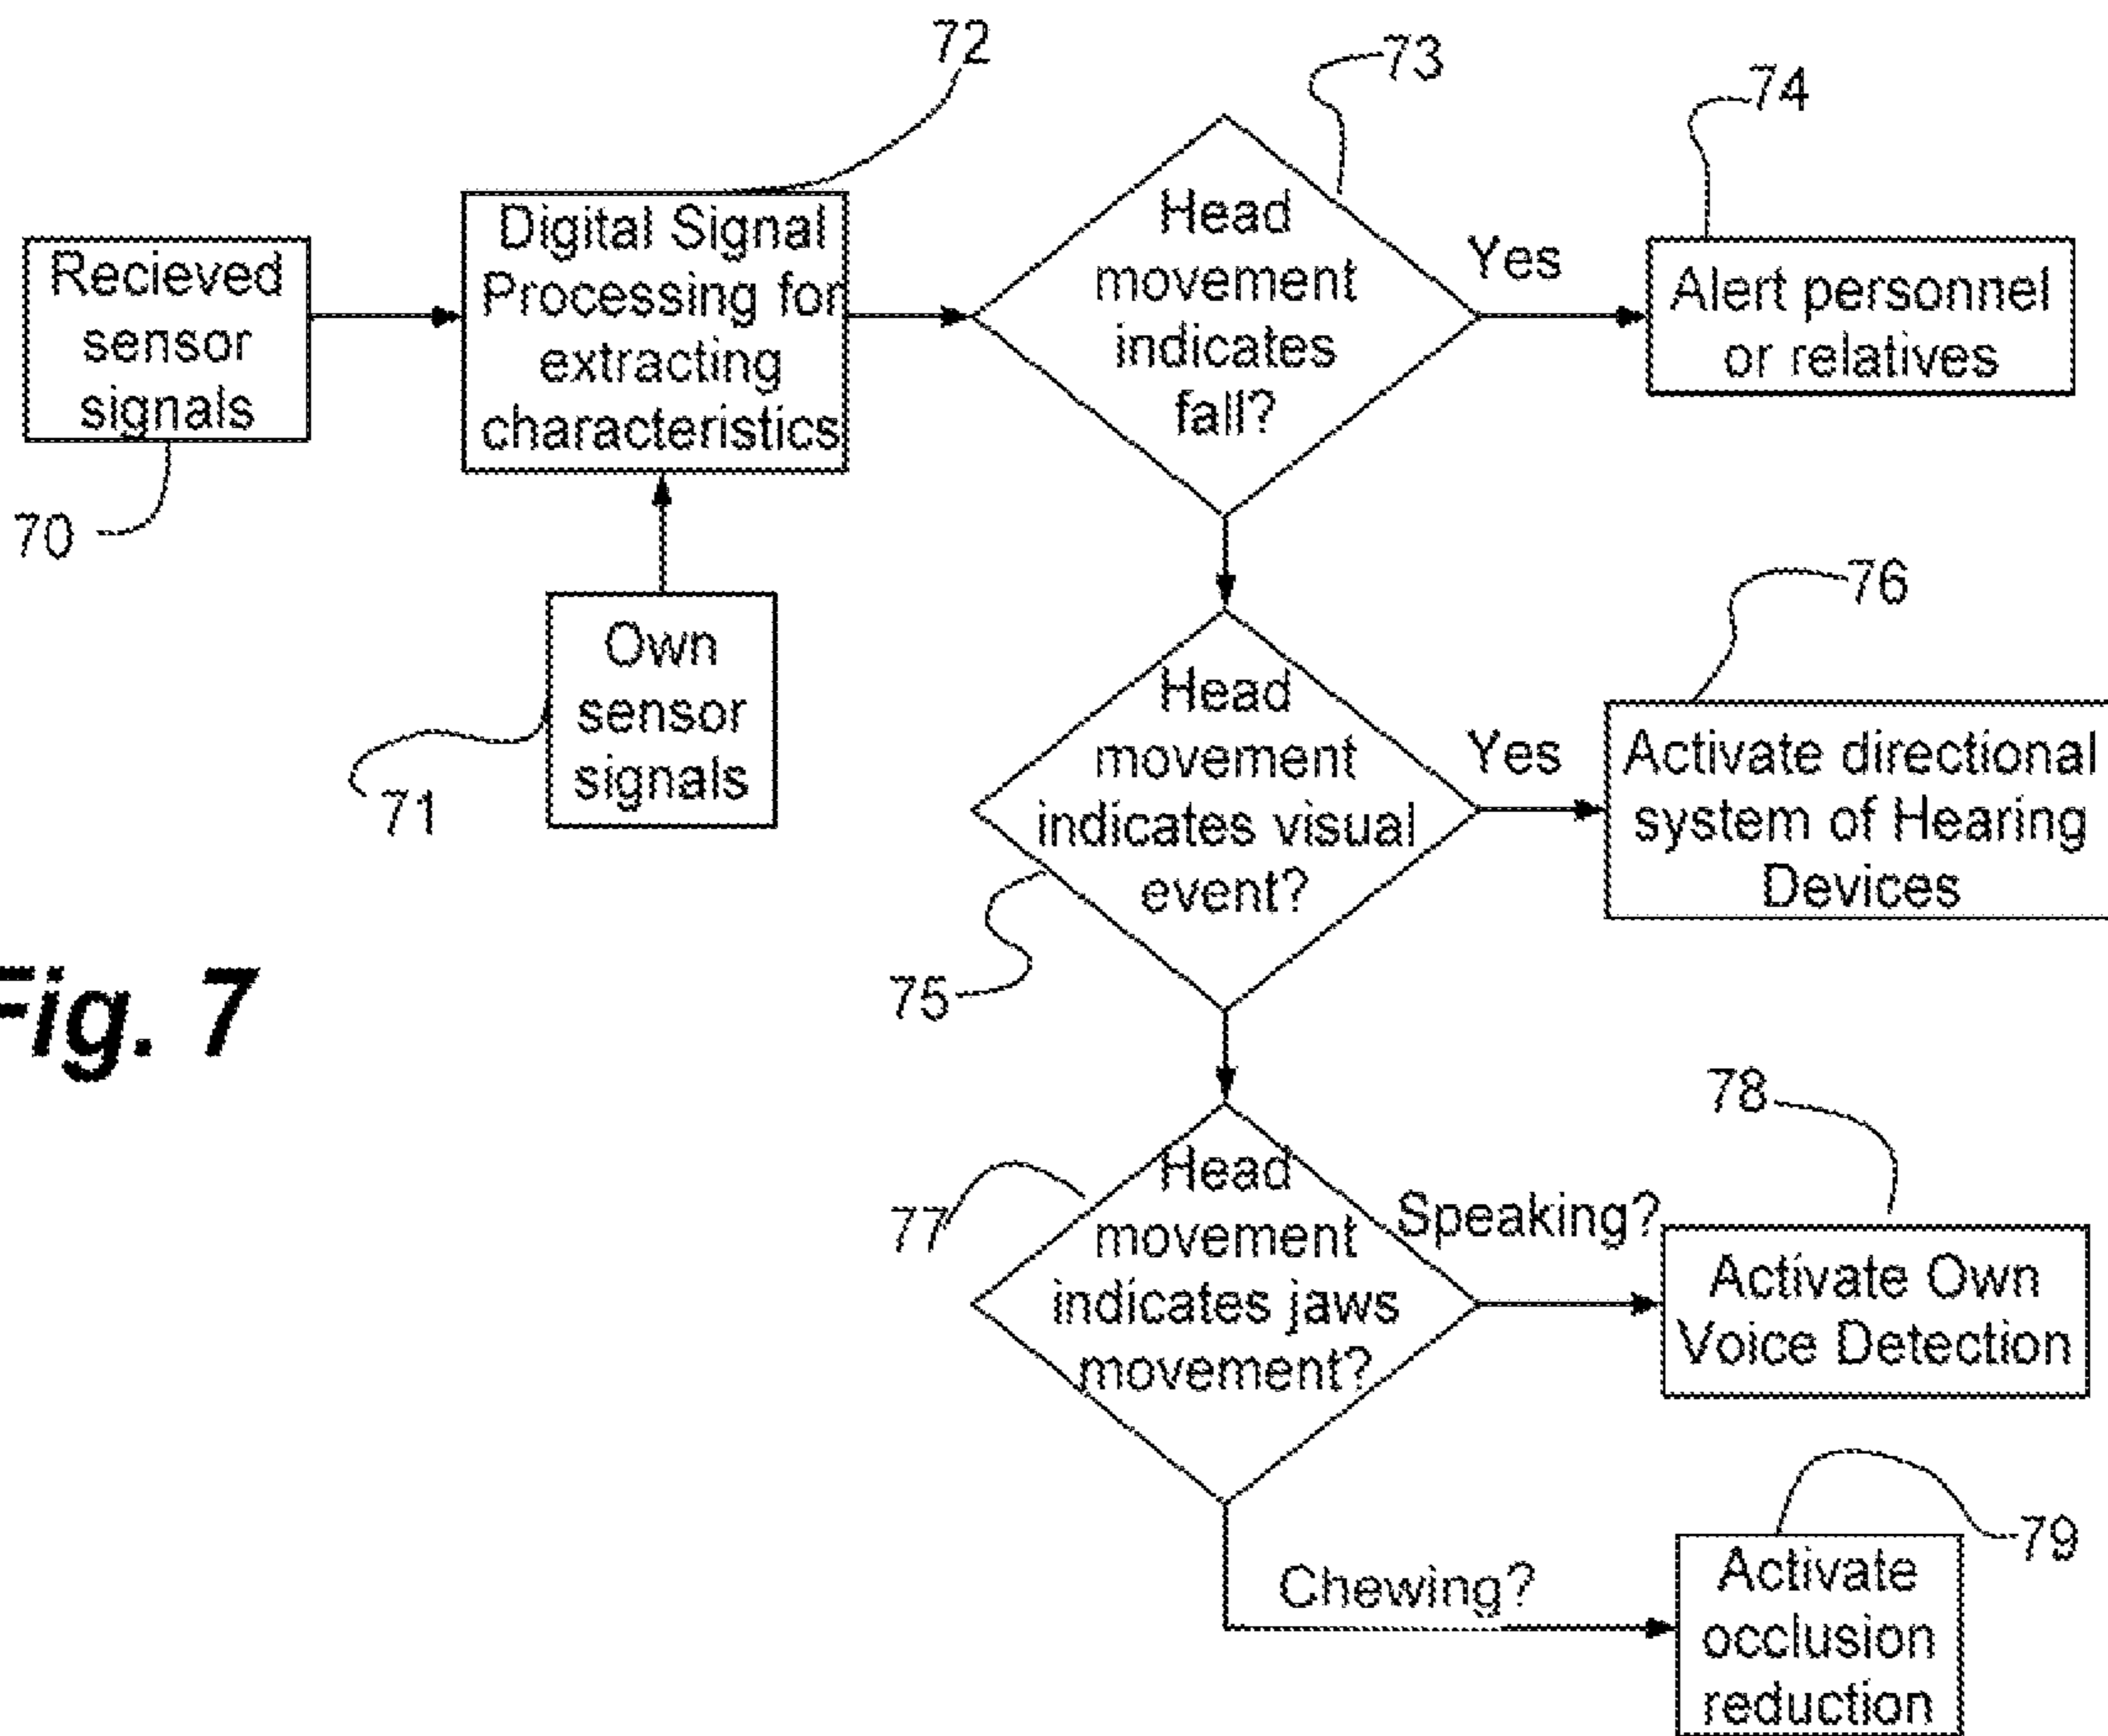 72
73
74
Recieved
sensor
signals
70
Digital Signal
Processing for
extracting
characteristics
Own
sensor
signals
71
Head
movement
indicates
fall?
Yes
Alert personnel
or relatives
76
Head
movement
indicates visual
event?
75
Yes
Activate directional
system of Hearing
Devices
Fig. 7
78
77
Head
movement
indicates jaws
movement?
Speaking?
Activate Own
Voice Detection
Chewing?
79
Activate
occlusion
reduction